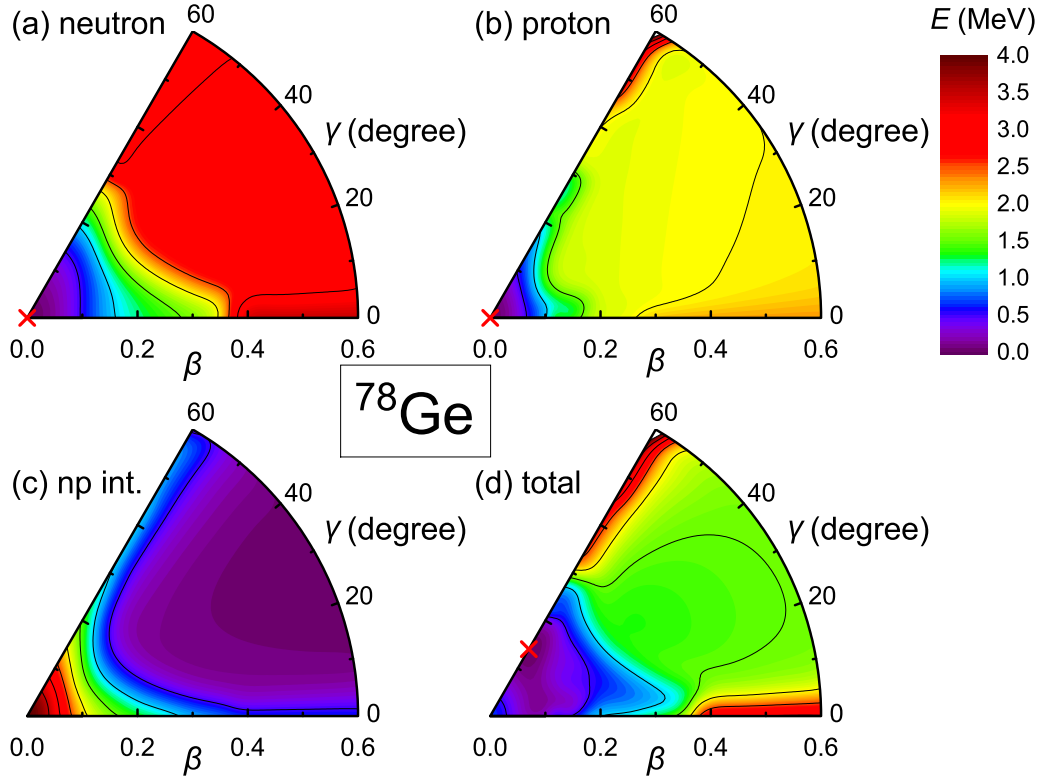 (a) neutron
60
40
γ (degree)
20
0
0.0 0.2 0.4 0.6
β
(b) proton
60
40
γ (degree)
20
0
0.0 0.2 0.4 0.6
β
E (MeV)
4.0
3.5
3.0
2.5
2.0
1.5
1.0
0.5
0.0
⁷⁸Ge
(c) np int.
60
40
γ (degree)
20
0
0.0 0.2 0.4 0.6
β
(d) total
60
40
γ (degree)
20
0
0.0 0.2 0.4 0.6
β